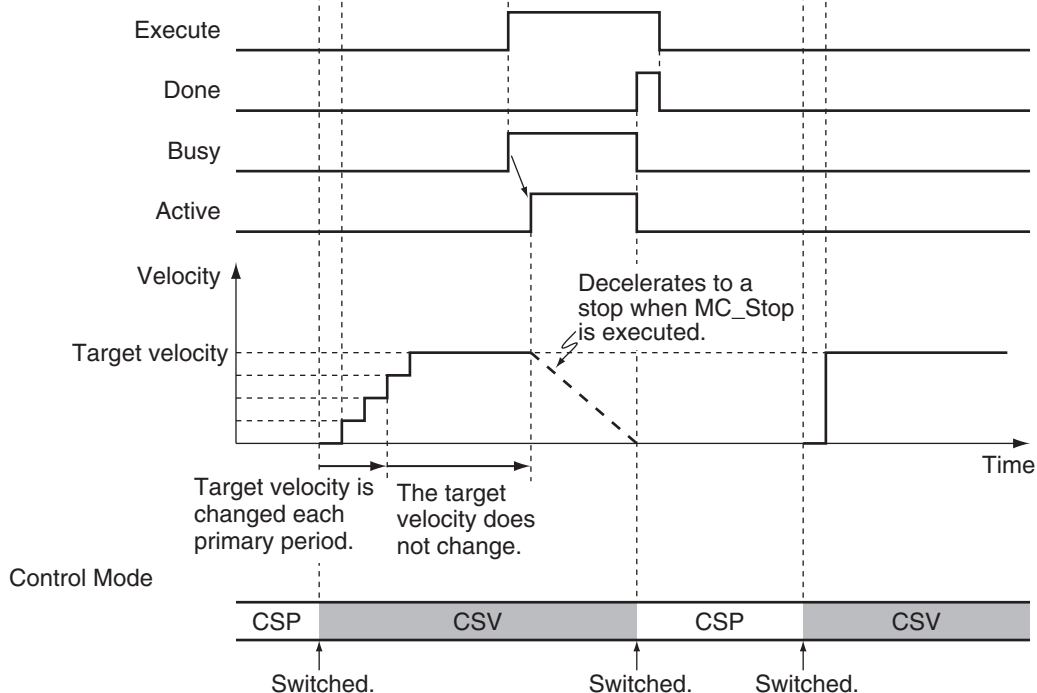 Execute
Done
Busy
Active
Velocity
Decelerates to a
stop when MC_Stop
is executed.
Target velocity
Time
Target velocity is
changed each
primary period.
The target
velocity does
not change.
Control Mode
CSP
CSV
CSP
CSV
Switched.
Switched.
Switched.